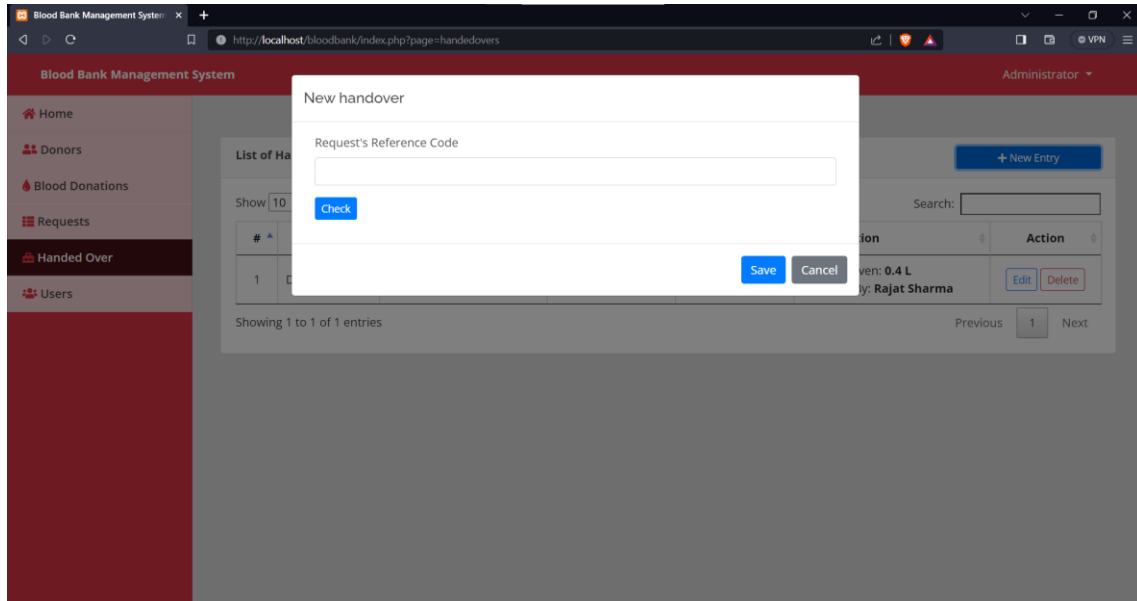 Blood Bank Management System
http://localhost/bloodbank/index.php?page=handedovers
VPN
Blood Bank Management System
Administrator
Home
Donors
Blood Donations
Requests
Handed Over
Users
New handover
Request's Reference Code
Check
Save Cancel
List of Ha
+ New Entry
Show 10
Search:
# Action
1 0.4 L
Rajat Sharma
Edit Delete
Showing 1 to 1 of 1 entries
Previous 1 Next